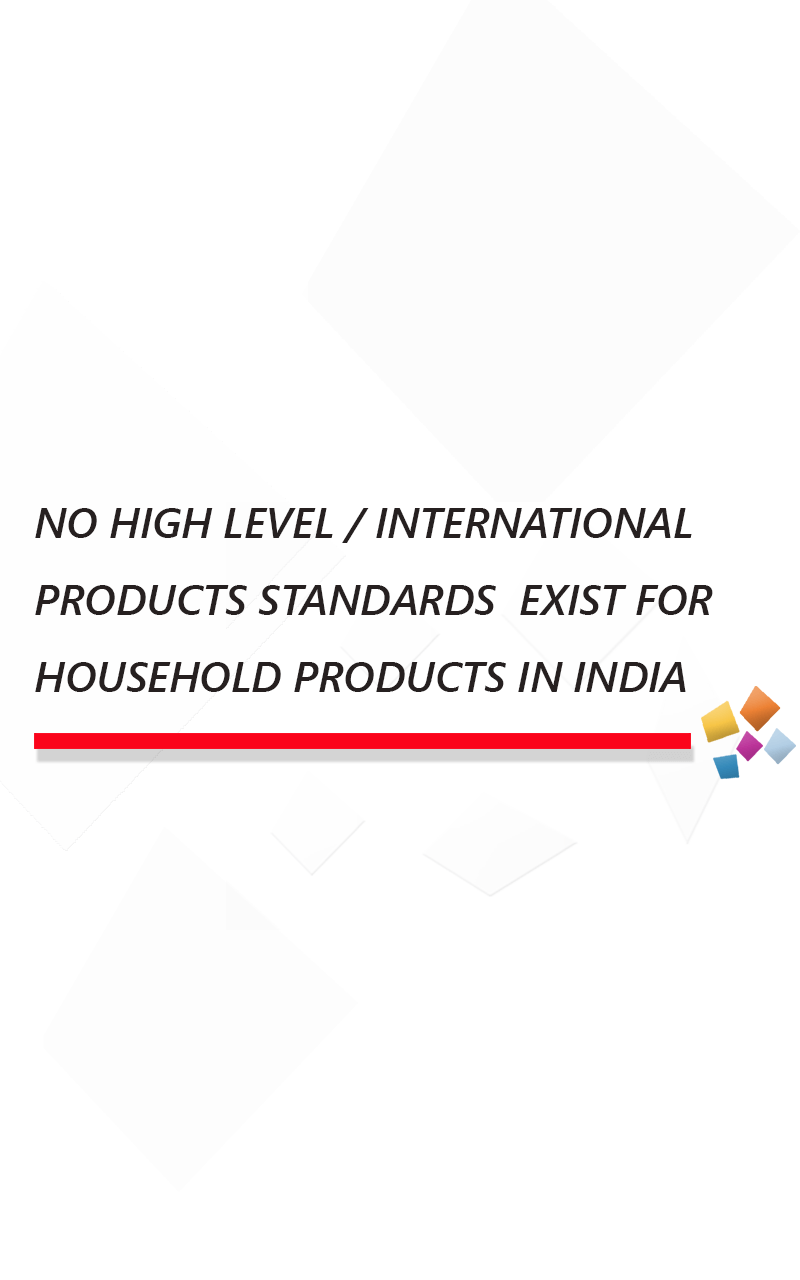 NO HIGH LEVEL / INTERNATIONAL
PRODUCTS STANDARDS  EXIST FOR
HOUSEHOLD PRODUCTS IN INDIA